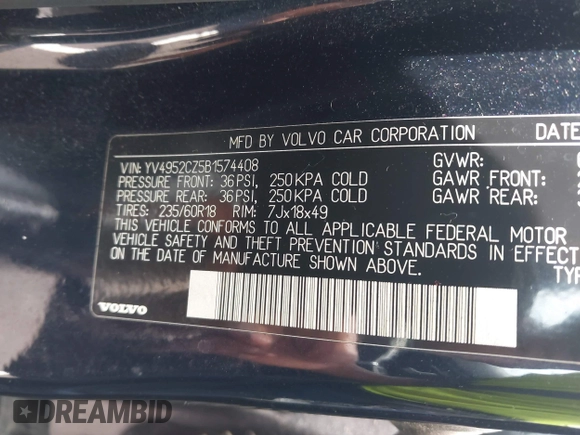 MFD BY VOLVO CAR CORPORATION DATE
VIN: YV4952CZ5B1574408 GVWR:
PRESSURE FRONT: 36PSI, 250KPA COLD GAWR FRONT:
PRESSURE REAR: 36PSI, 250KPA COLD GAWR REAR:
TIRES: 235/60R18 RIM: 7Jx18x49
THIS VEHICLE CONFORMS TO ALL APPLICABLE FEDERAL MOTOR
VEHICLE SAFETY AND THEFT PREVENTION STANDARDS IN EFFECT
ON THE DATE OF MANUFACTURE SHOWN ABOVE.
TYP
VOLVO
DREAMBID